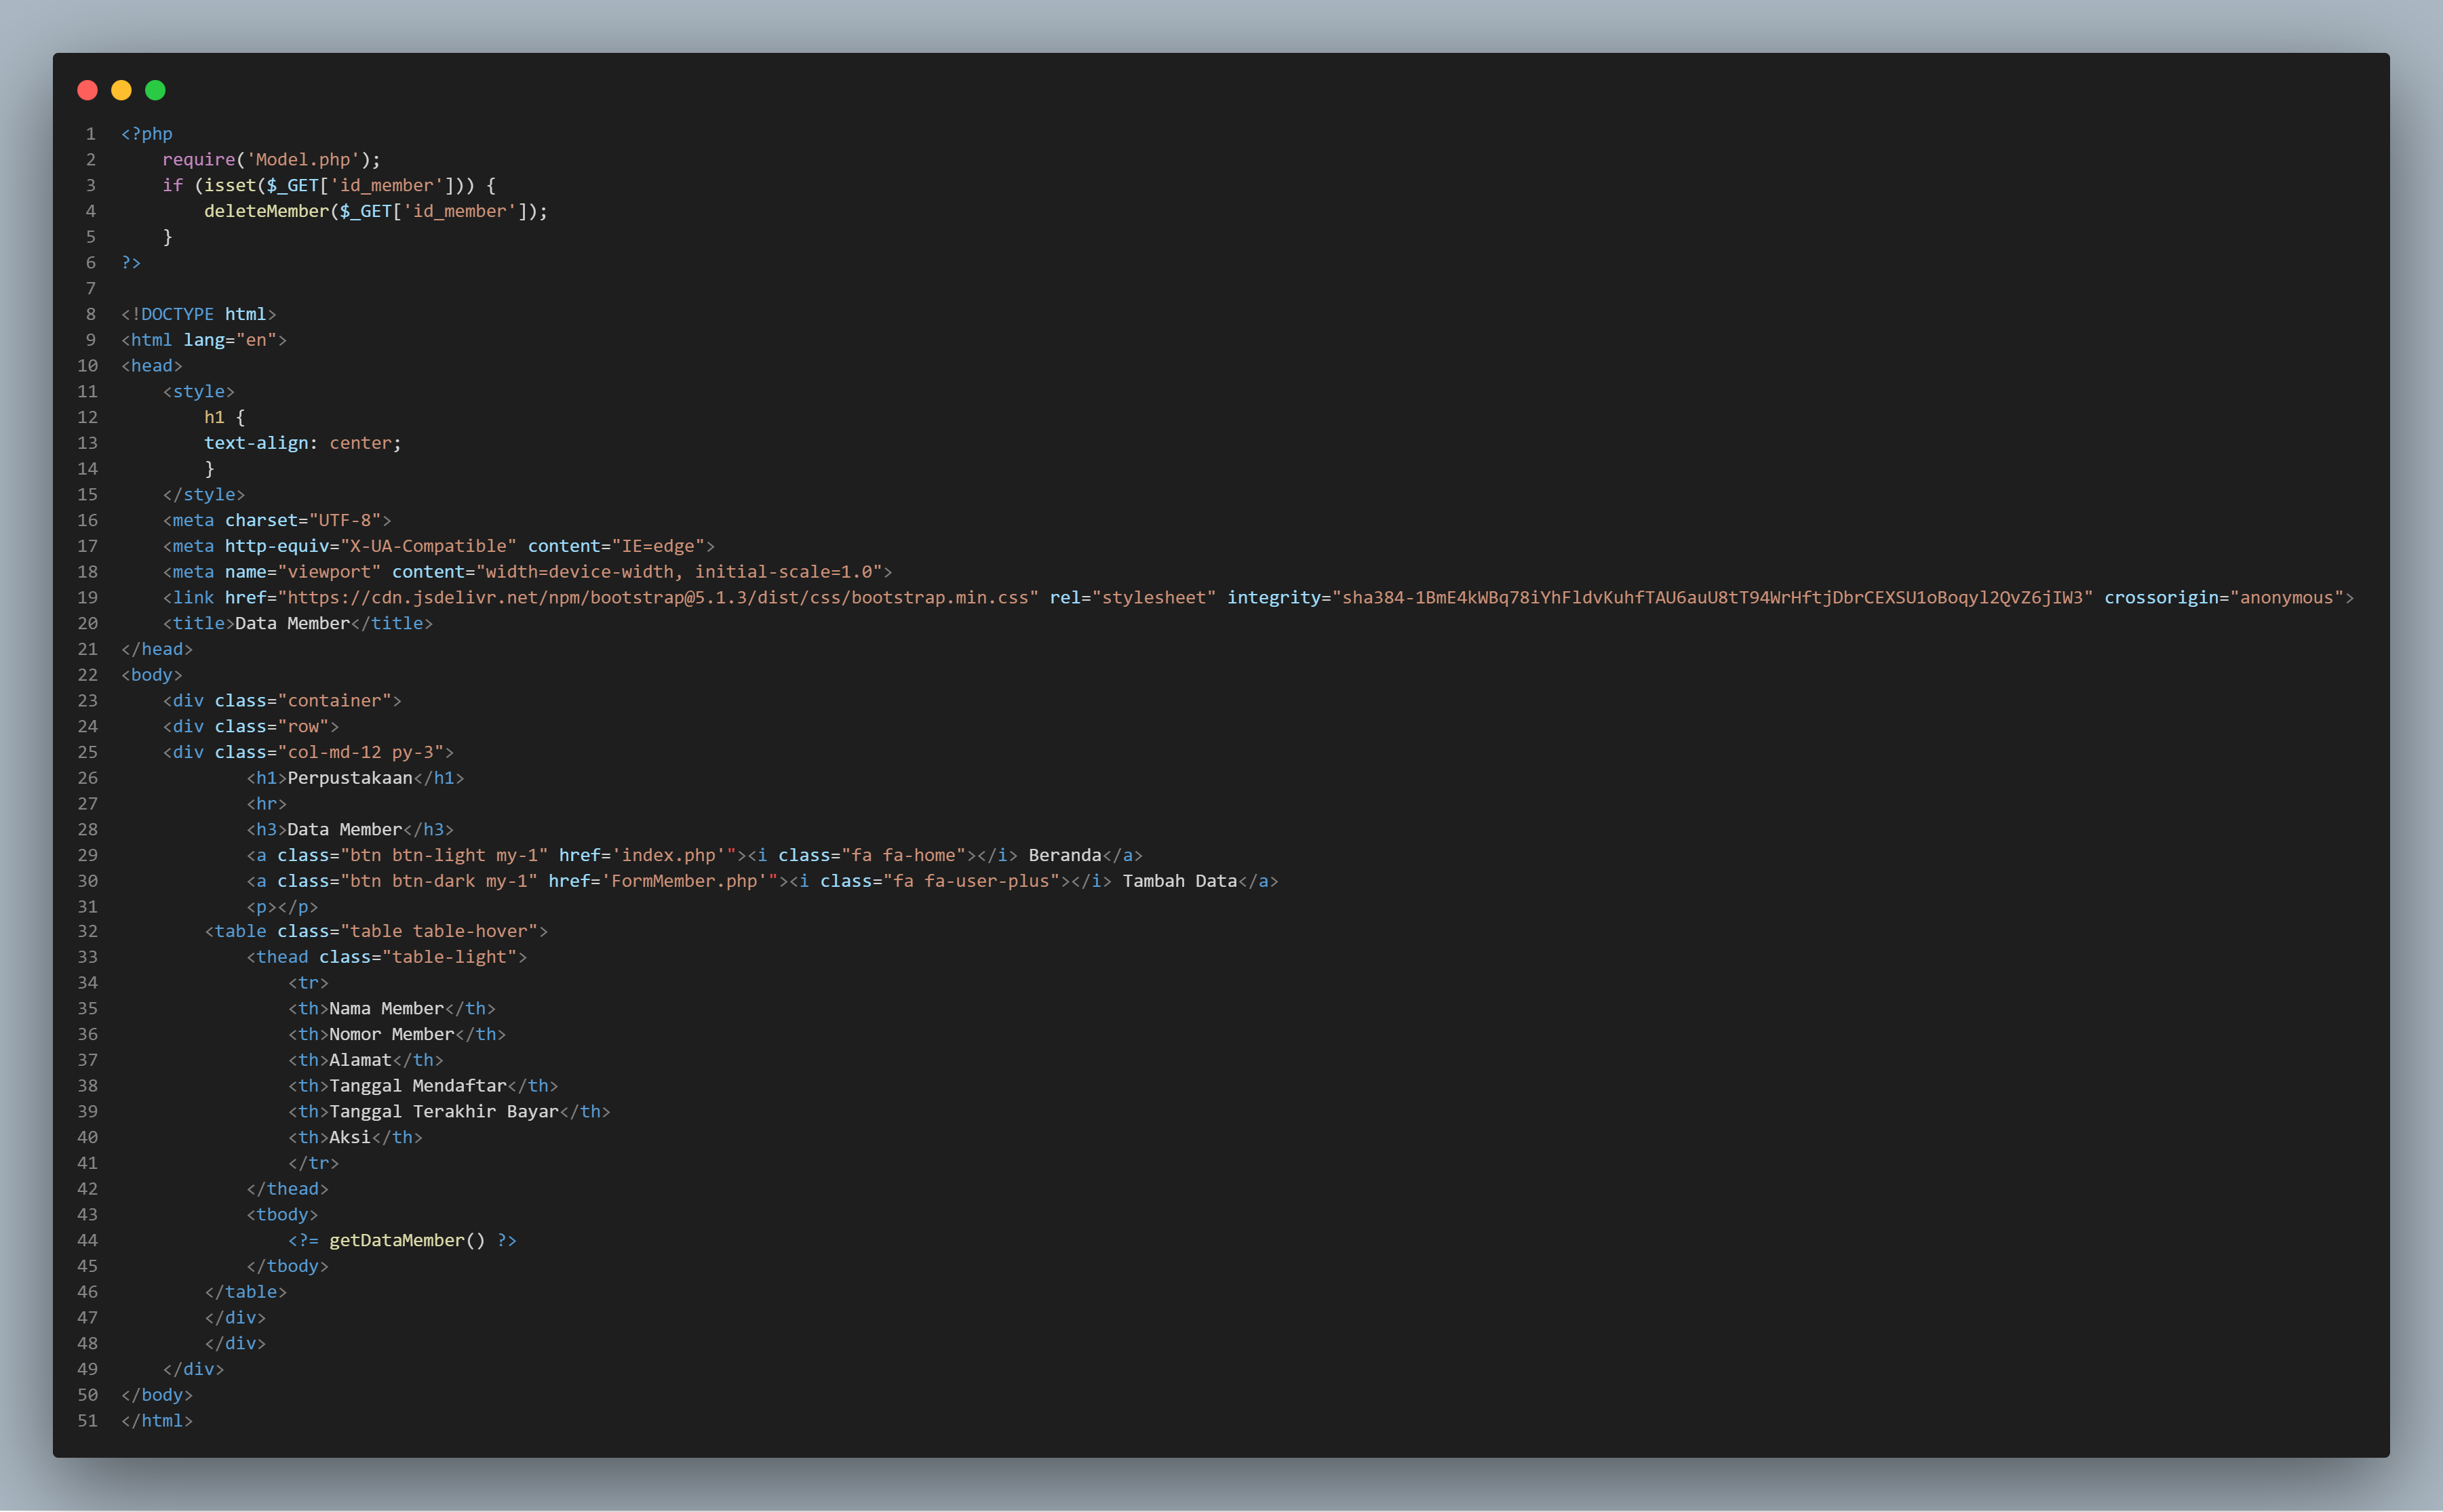 1 <?php
2     require('Model.php');
3     if (isset($_GET['id_member'])) {
4         deleteMember($_GET['id_member']);
5     }
6 ?>
7
8 <!DOCTYPE html>
9 <html lang="en">
10 <head>
11     <style>
12         h1 {
13         text-align: center;
14         }
15     </style>
16     <meta charset="UTF-8">
17     <meta http-equiv="X-UA-Compatible" content="IE=edge">
18     <meta name="viewport" content="width=device-width, initial-scale=1.0">
19     <link href="https://cdn.jsdelivr.net/npm/bootstrap@5.1.3/dist/css/bootstrap.min.css" rel="stylesheet" integrity="sha384-1BmE4kWBq78iYhFldvKuhfTAU6auU8tT94WrHftjDbrCEXSU1oBoqyl2QvZ6jIW3" crossorigin="anonymous">
20     <title>Data Member</title>
21 </head>
22 <body>
23     <div class="container">
24     <div class="row">
25     <div class="col-md-12 py-3">
26             <h1>Perpustakaan</h1>
27             <hr>
28             <h3>Data Member</h3>
29             <a class="btn btn-light my-1" href='index.php'"><i class="fa fa-home"></i> Beranda</a>
30             <a class="btn btn-dark my-1" href='FormMember.php'"><i class="fa fa-user-plus"></i> Tambah Data</a>
31             <p></p>
32         <table class="table table-hover">
33             <thead class="table-light">
34                 <tr>
35                 <th>Nama Member</th>
36                 <th>Nomor Member</th>
37                 <th>Alamat</th>
38                 <th>Tanggal Mendaftar</th>
39                 <th>Tanggal Terakhir Bayar</th>
40                 <th>Aksi</th>
41                 </tr>
42             </thead>
43             <tbody>
44                 <?= getDataMember() ?>
45             </tbody>
46         </table>
47         </div>
48         </div>
49     </div>
50 </body>
51 </html>